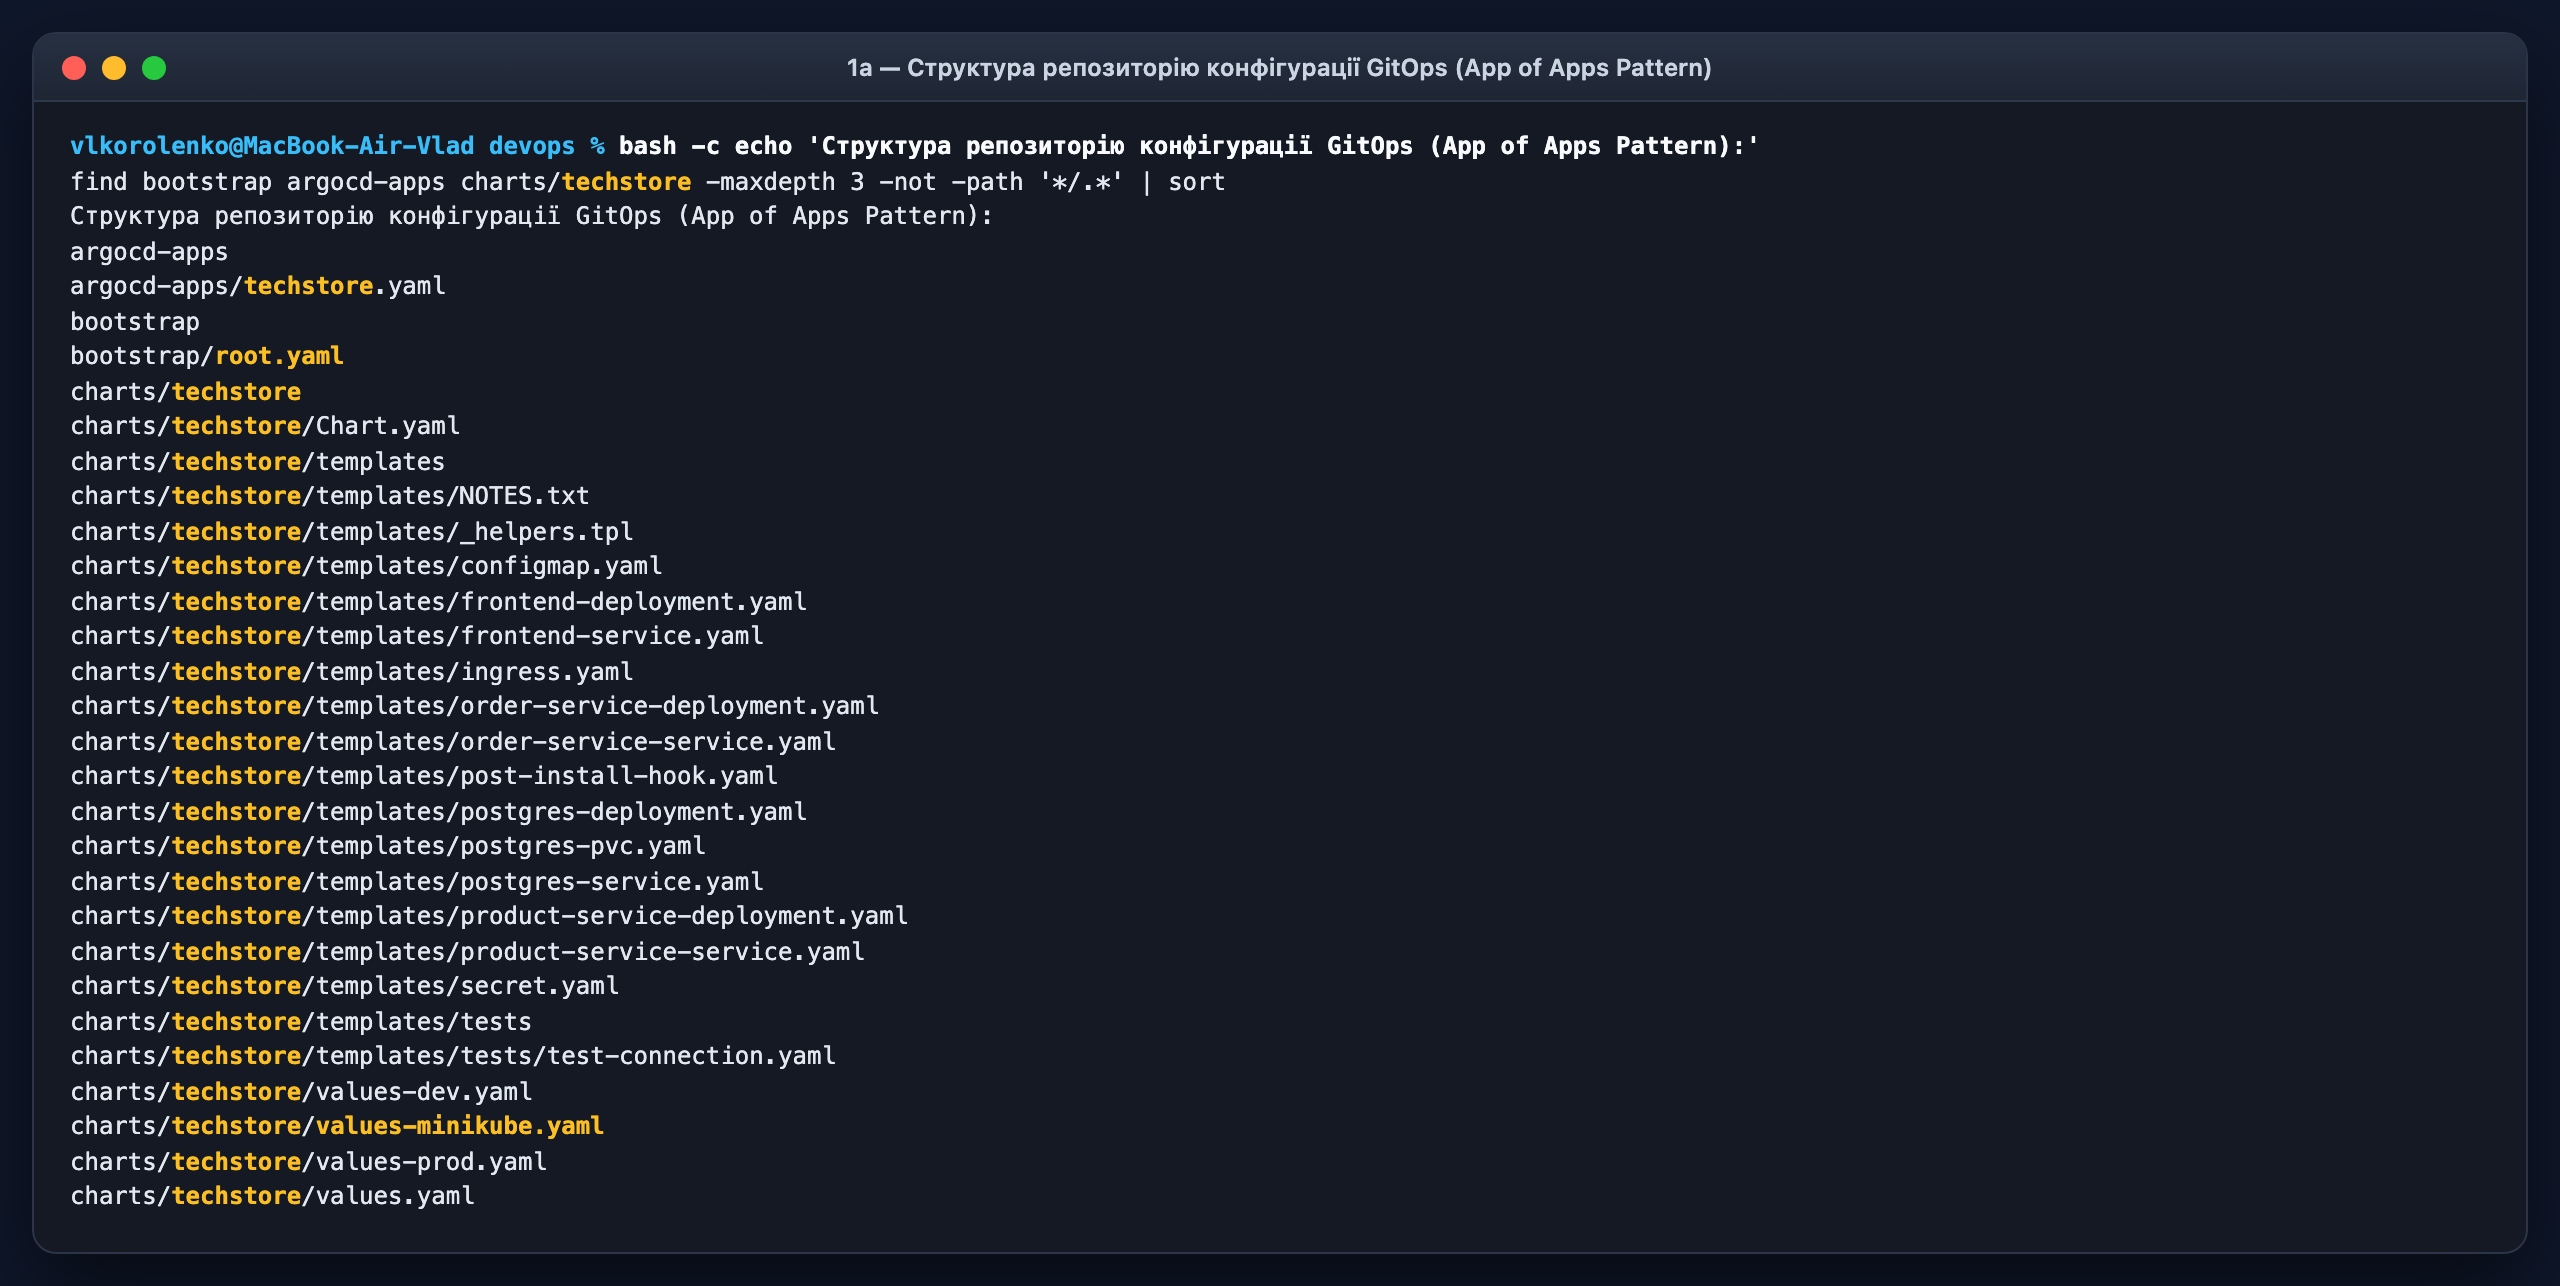 1a — Структура репозиторію конфігурації GitOps (App of Apps Pattern)
vlkorolenko@MacBook-Air-Vlad devops % bash -c echo 'Структура репозиторію конфігурації GitOps (App of Apps Pattern):'
find bootstrap argocd-apps charts/techstore -maxdepth 3 -not -path '*/.*' | sort
Структура репозиторію конфігурації GitOps (App of Apps Pattern):
argocd-apps
argocd-apps/techstore.yaml
bootstrap
bootstrap/root.yaml
charts/techstore
charts/techstore/Chart.yaml
charts/techstore/templates
charts/techstore/templates/NOTES.txt
charts/techstore/templates/_helpers.tpl
charts/techstore/templates/configmap.yaml
charts/techstore/templates/frontend-deployment.yaml
charts/techstore/templates/frontend-service.yaml
charts/techstore/templates/ingress.yaml
charts/techstore/templates/order-service-deployment.yaml
charts/techstore/templates/order-service-service.yaml
charts/techstore/templates/post-install-hook.yaml
charts/techstore/templates/postgres-deployment.yaml
charts/techstore/templates/postgres-pvc.yaml
charts/techstore/templates/postgres-service.yaml
charts/techstore/templates/product-service-deployment.yaml
charts/techstore/templates/product-service-service.yaml
charts/techstore/templates/secret.yaml
charts/techstore/templates/tests
charts/techstore/templates/tests/test-connection.yaml
charts/techstore/values-dev.yaml
charts/techstore/values-minikube.yaml
charts/techstore/values-prod.yaml
charts/techstore/values.yaml